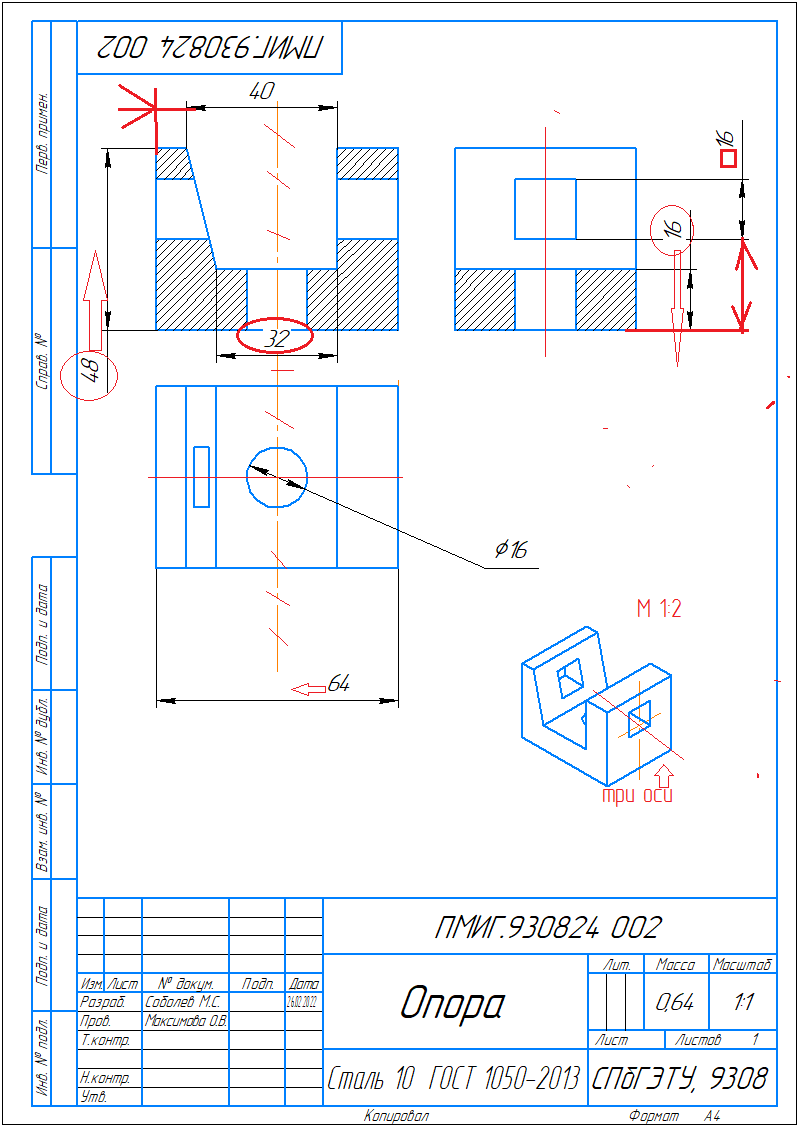 ПМИГ.930824 002
Перв. примен.
Справ. №
Подп. и дата
Инв. № дубл.
Взам. инв. №
Подп. и дата
Инв. № подл.
40
□16
16
48
32
ϕ16
64
М 1:2
три оси
ПМИГ.930824 002
Лит. Масса Масштаб
Изм. Лист № докум. Подп. Дата
Разраб. Соболев М.С. 26.02.2022
Пров. Максимова О.В.
Т.контр.
Опора
0,64 1:1
Лист Листов 1
Н.контр.
Утв.
Сталь 10 ГОСТ 1050-2013
СПбГЭТУ, 9308
Копировал Формат А4